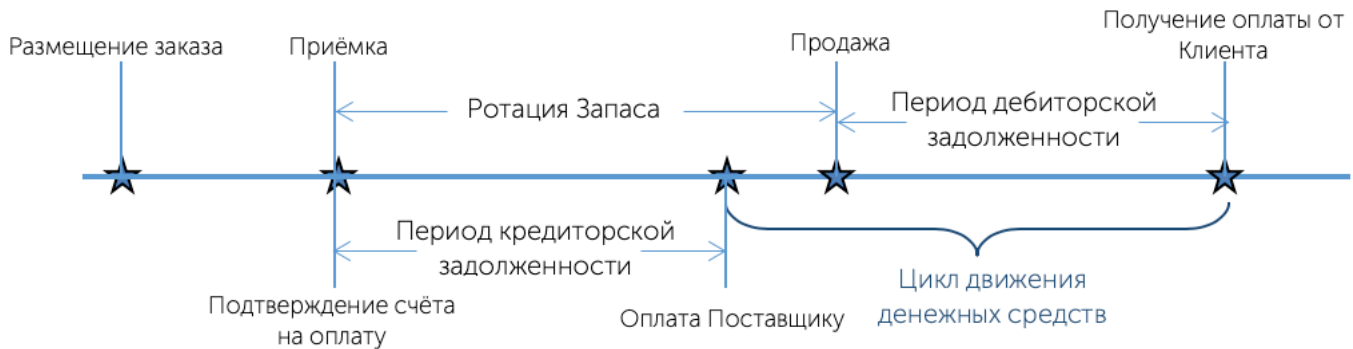 Размещение заказа
Приёмка
Продажа
Получение оплаты от
Клиента
Ротация Запаса
Период дебиторской
задолженности
Период кредиторской
задолженности
Цикл движения
денежных средств
Подтверждение счёта
на оплату
Оплата Поставщику